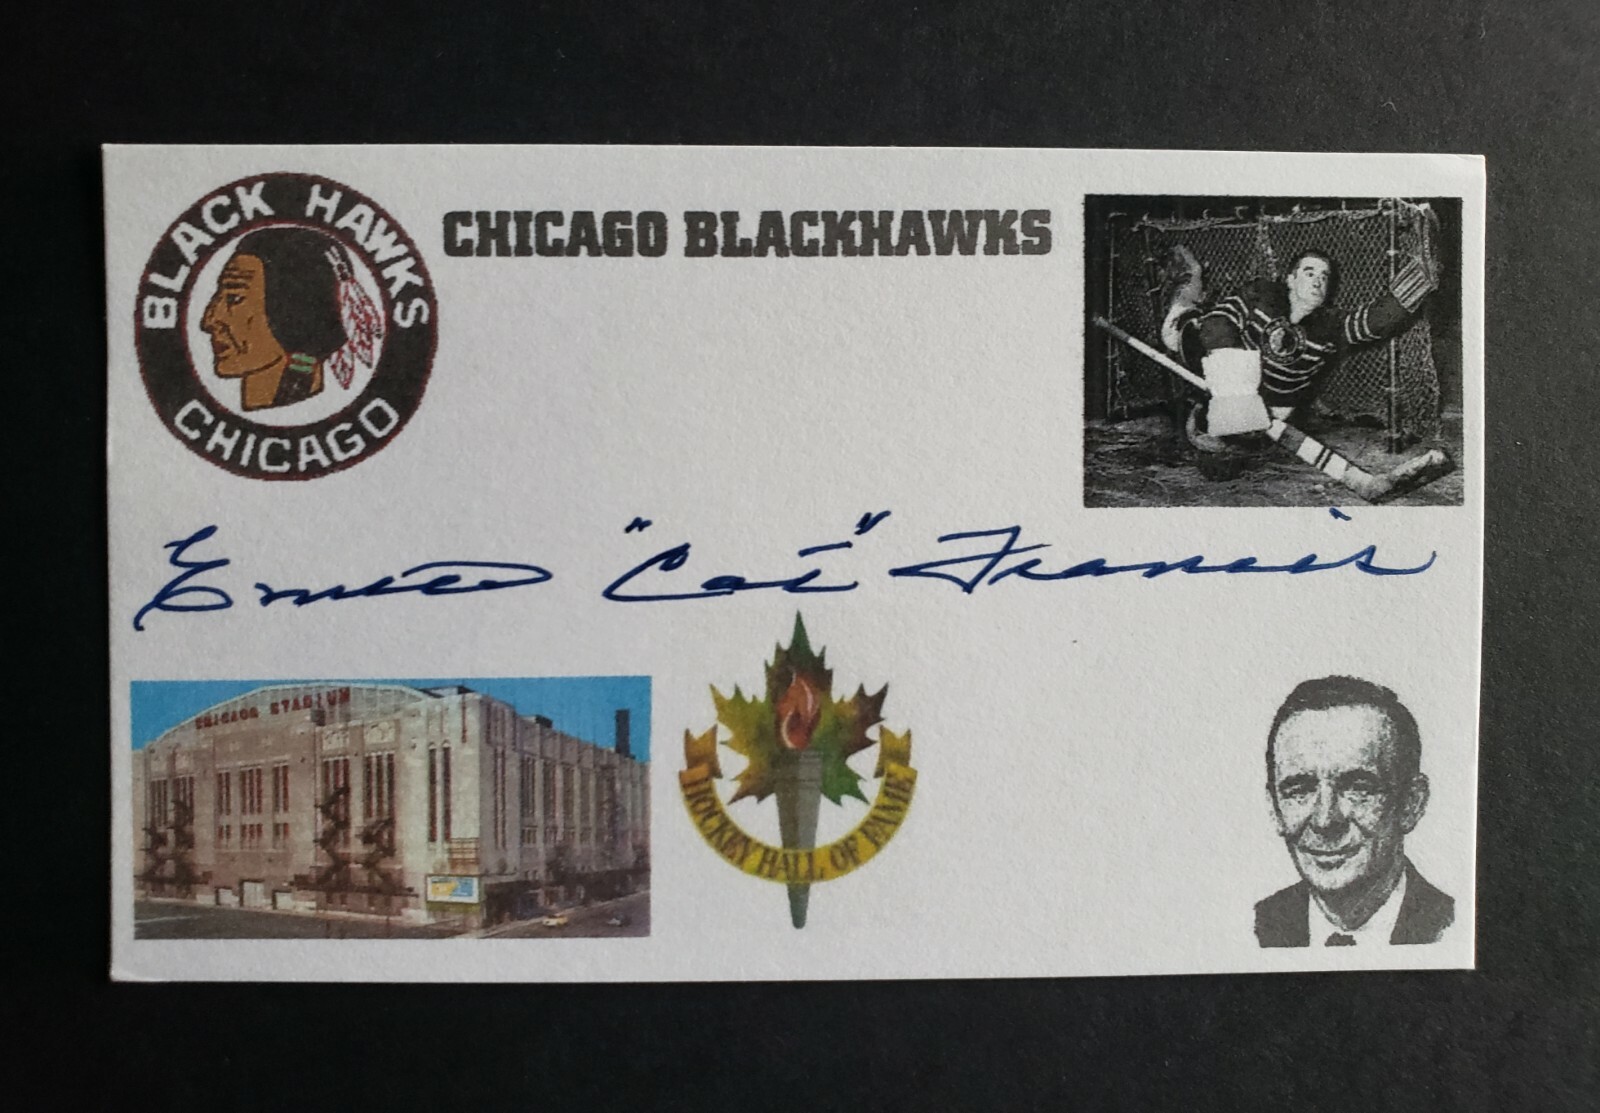 BLACK HAWKS
CHICAGO
CHICAGO BLACKHAWKS
Emile "Cat" Francis
CHICAGO STADIUM
HOCKEY HALL OF FAME